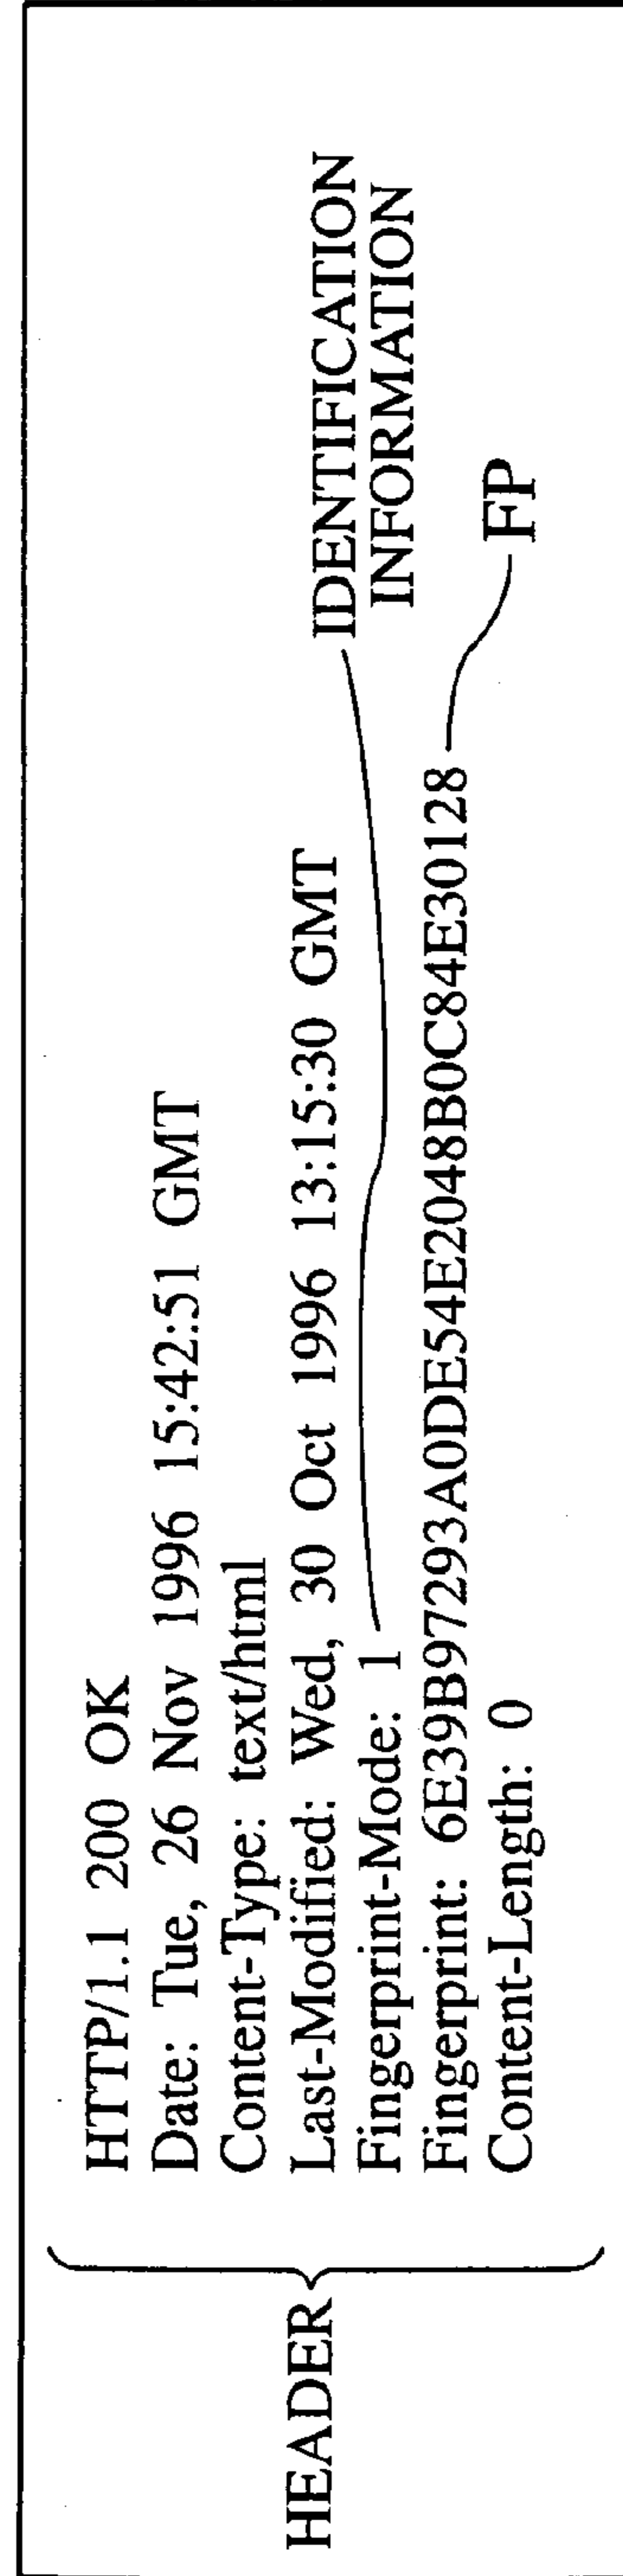 HEADER
HTTP/1.1 200 OK
Date: Tue, 26 Nov 1996 15:42:51 GMT
Content-Type: text/html
Last-Modified: Wed, 30 Oct 1996 13:15:30 GMT
Fingerprint-Mode: 1
Fingerprint: 6E39B97293A0DE54E2048B0C84E30128
Content-Length: 0
IDENTIFICATION
INFORMATION
FP